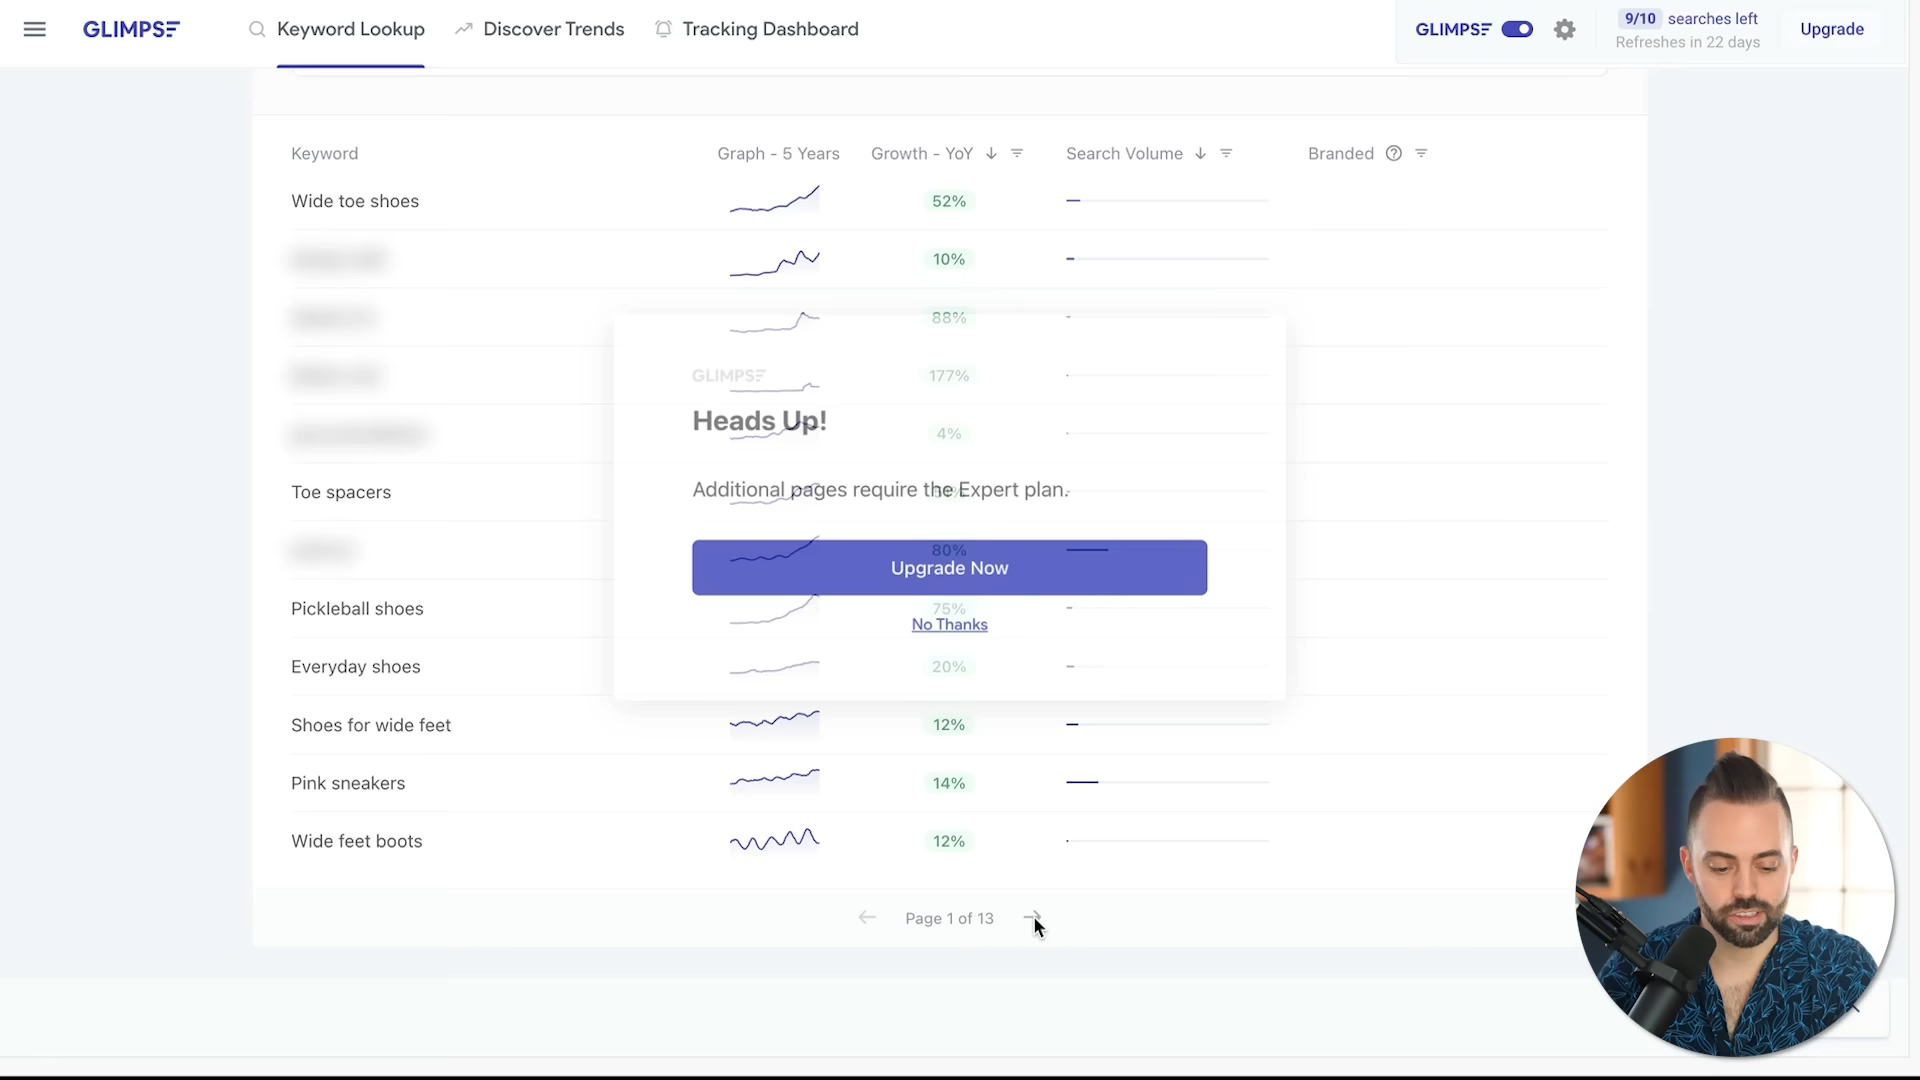 GLIMPSE
Keyword Lookup
Discover Trends
Tracking Dashboard
GLIMPSE
9/10 searches left
Refreshes in 22 days
Upgrade
Keyword
Graph - 5 Years
Growth - YoY
Search Volume
Branded
Wide toe shoes
52%
10%
88%
177%
4%
Toe spacers
80%
Pickleball shoes
75%
Everyday shoes
20%
Shoes for wide feet
12%
Pink sneakers
14%
Wide feet boots
12%
GLIMPSE
Heads Up!
Additional pages require the Expert plan.
Upgrade Now
No Thanks
Page 1 of 13